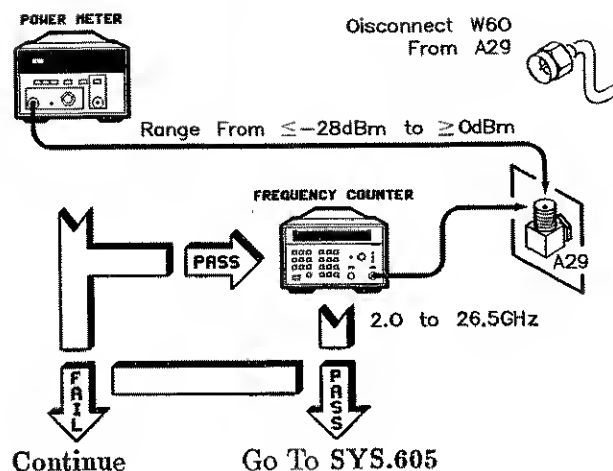 POWER METER
Disconnect W60
From A29
Range From ≤-28dBm to ≥0dBm
FREQUENCY COUNTER
PASS
A29
2.0 to 26.5GHz
FAIL
PASS
Continue
Go To SYS.605